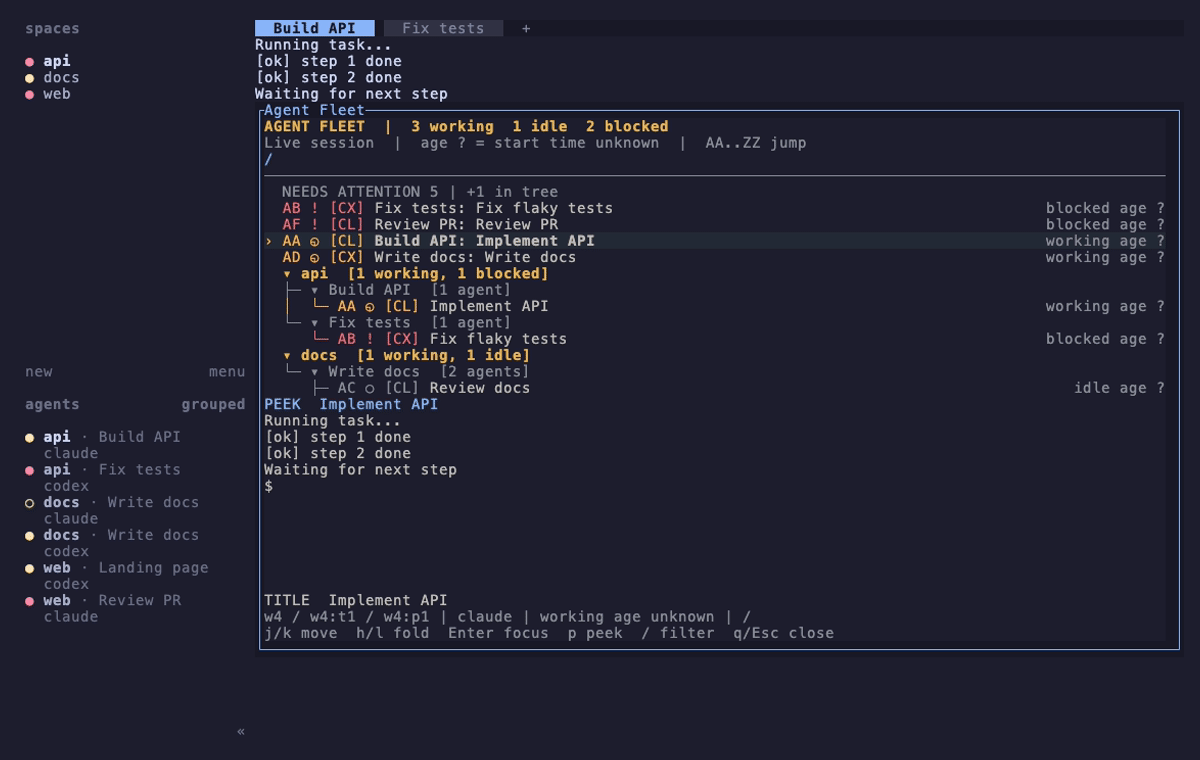 spaces
api
docs
web
new menu
agents grouped
api · Build API
claude
api · Fix tests
codex
docs · Write docs
claude
docs · Write docs
codex
web · Landing page
codex
web · Review PR
claude
«
Build API Fix tests +
Running task...
[ok] step 1 done
[ok] step 2 done
Waiting for next step
Agent Fleet
AGENT FLEET | 3 working 1 idle 2 blocked
Live session | age ? = start time unknown | AA..ZZ jump
/
NEEDS ATTENTION 5 | +1 in tree
AB ! [CX] Fix tests: Fix flaky tests blocked age ?
AF ! [CL] Review PR: Review PR blocked age ?
› AA ◵ [CL] Build API: Implement API working age ?
AD ◵ [CX] Write docs: Write docs working age ?
▾ api [1 working, 1 blocked]
├─ ▾ Build API [1 agent]
│ └─ AA ◵ [CL] Implement API working age ?
└─ ▾ Fix tests [1 agent]
└─ AB ! [CX] Fix flaky tests blocked age ?
▾ docs [1 working, 1 idle]
└─ ▾ Write docs [2 agents]
├─ AC ○ [CL] Review docs idle age ?
PEEK Implement API
Running task...
[ok] step 1 done
[ok] step 2 done
Waiting for next step
$
TITLE Implement API
w4 / w4:t1 / w4:p1 | claude | working age unknown | /
j/k move h/l fold Enter focus p peek / filter q/Esc close